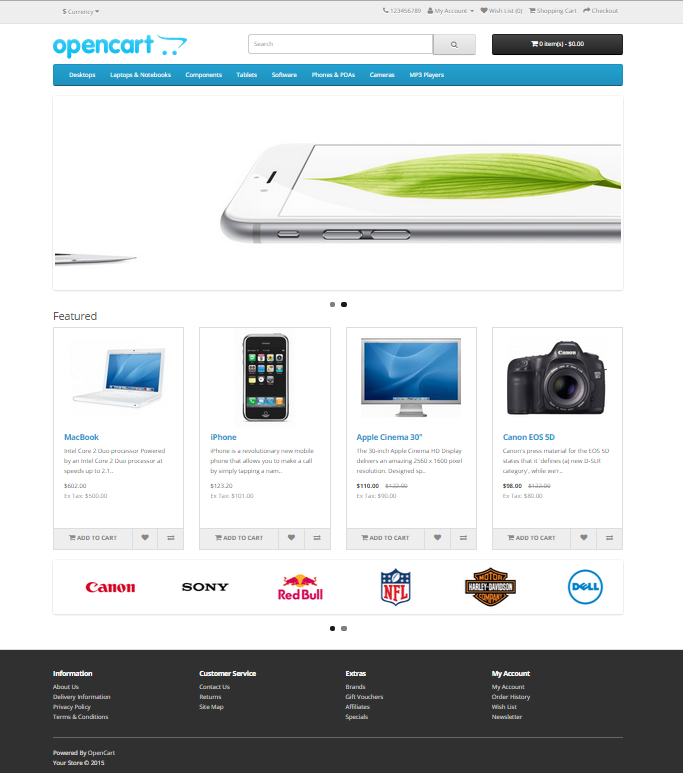 $ Currency
123456789 My Account Wish List (0) Shopping Cart Checkout
opencart
Search
0 item(s) - $0.00
Desktops Laptops & Notebooks Components Tablets Software Phones & PDAs Cameras MP3 Players
Featured
MacBook
Intel Core 2 Duo processor Powered
by an Intel Core 2 Duo processor at
speeds up to 2.1..
$602.00
Ex Tax: $500.00
ADD TO CART
iPhone
iPhone is a revolutionary new mobile
phone that allows you to make a call
by simply tapping a nam..
$123.20
Ex Tax: $101.00
ADD TO CART
Apple Cinema 30"
The 30-inch Apple Cinema HD Display
delivers an amazing 2560 x 1600 pixel
resolution. Designed sp..
$110.00 $122.00
Ex Tax: $90.00
ADD TO CART
Canon
Canon EOS 5D
Canon's press material for the EOS 5D
states that it 'defines (a) new D-SLR
category', while we'r..
$98.00 $122.00
Ex Tax: $80.00
ADD TO CART
Canon SONY Red Bull NFL MOTOR HARLEY-DAVIDSON COMPANY DELL
Information
About Us
Delivery Information
Privacy Policy
Terms & Conditions
Customer Service
Contact Us
Returns
Site Map
Extras
Brands
Gift Vouchers
Affiliates
Specials
My Account
My Account
Order History
Wish List
Newsletter
Powered By OpenCart
Your Store © 2015